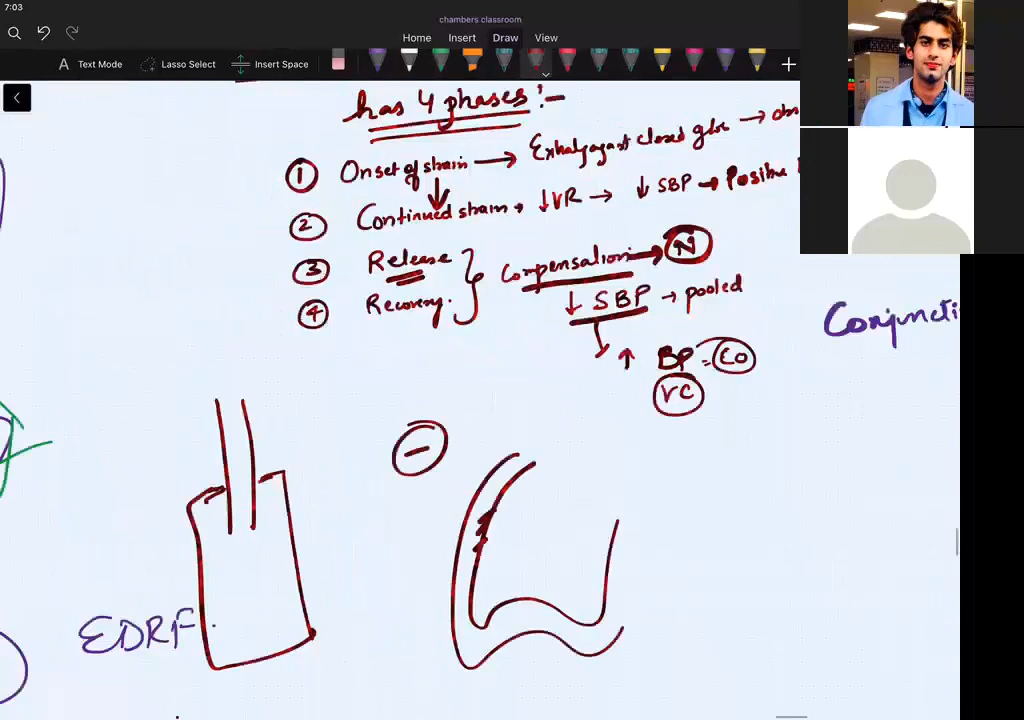 7:03
chambers classroom
Home Insert Draw View
Text Mode Lasso Select Insert Space
has 4 phases :-
① Onset of strain → Exhal against closed → obs
② Continued strain ↓VR → ↓ SBP → Positive
③ Release
④ Recovery.
Compensation → N
↓ SBP → pooled
↑ BP = CO
VC
Conjuncti
EDRF.